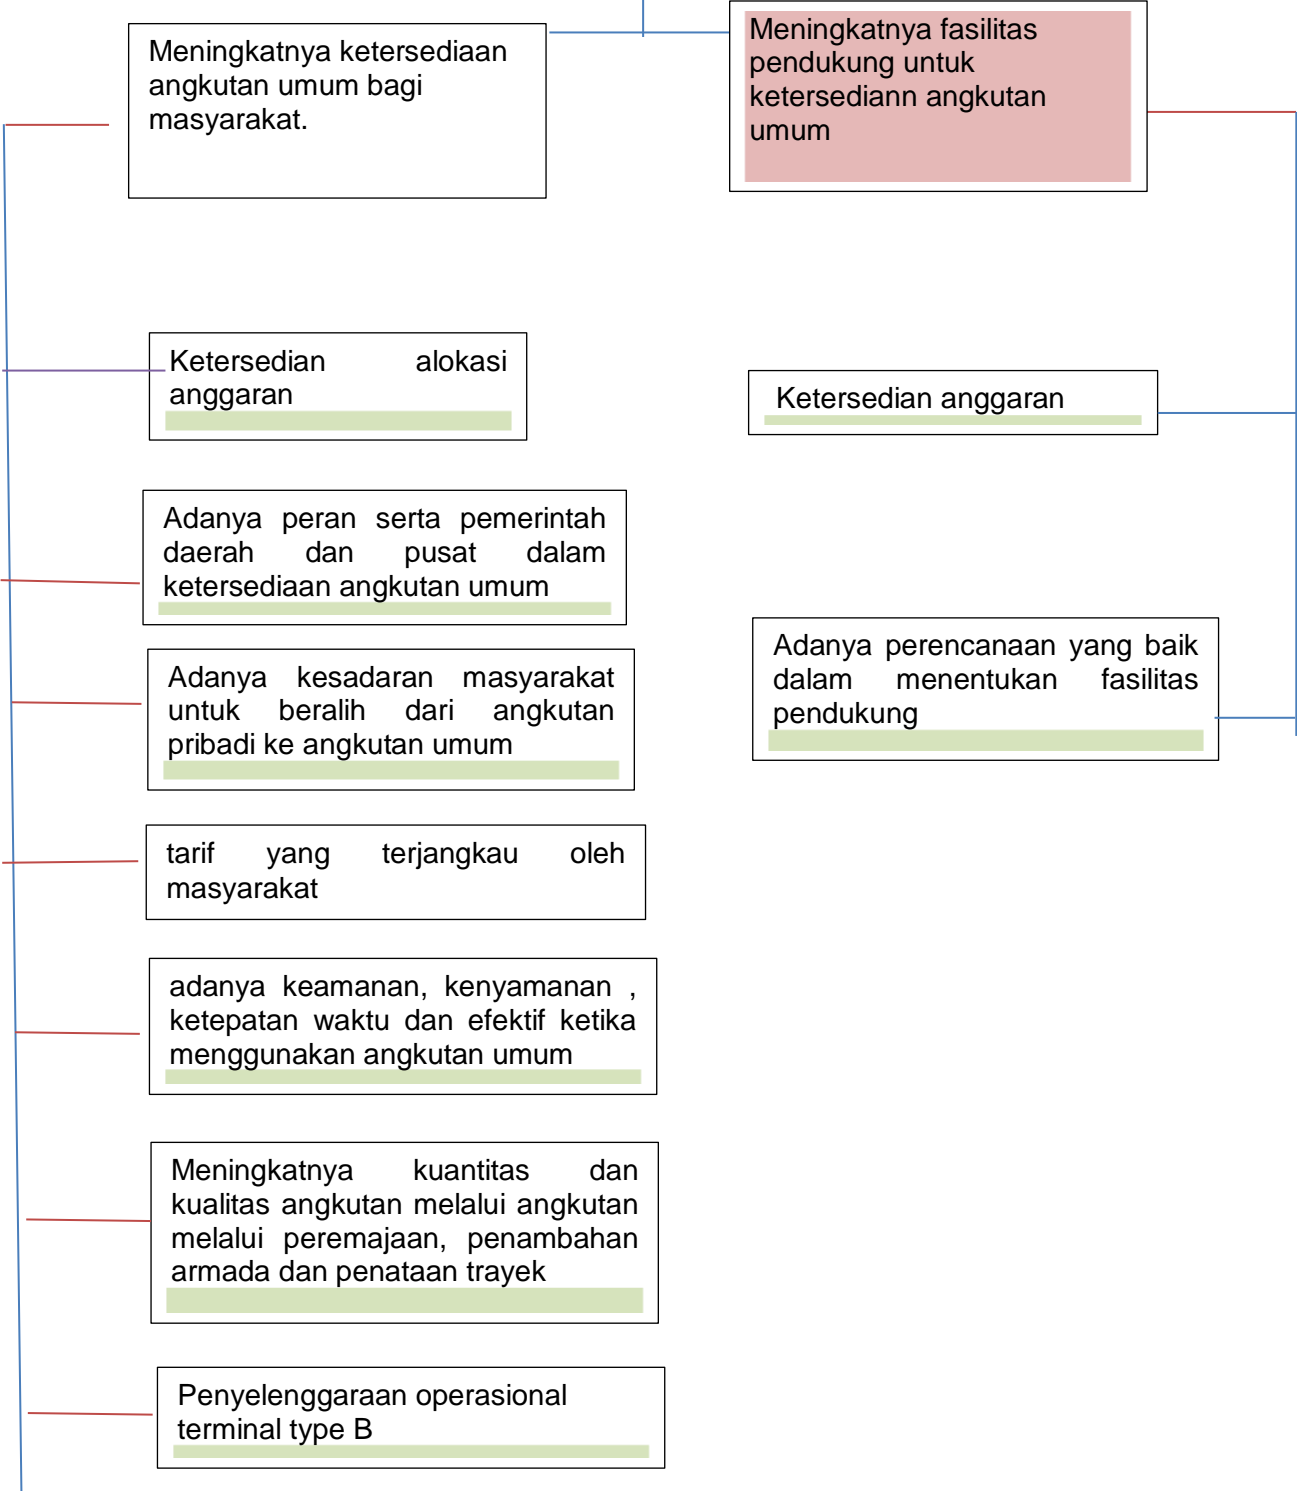 Meningkatnya ketersediaan
angkutan umum bagi
masyarakat.
Meningkatnya fasilitas
pendukung untuk
ketersediann angkutan
umum
Ketersedian alokasi
anggaran
Ketersedian anggaran
Adanya peran serta pemerintah
daerah dan pusat dalam
ketersediaan angkutan umum
Adanya perencanaan yang baik
dalam menentukan fasilitas
pendukung
Adanya kesadaran masyarakat
untuk beralih dari angkutan
pribadi ke angkutan umum
tarif yang terjangkau oleh
masyarakat
adanya keamanan, kenyamanan ,
ketepatan waktu dan efektif ketika
menggunakan angkutan umum
Meningkatnya kuantitas dan
kualitas angkutan melalui angkutan
melalui peremajaan, penambahan
armada dan penataan trayek
Penyelenggaraan operasional
terminal type B